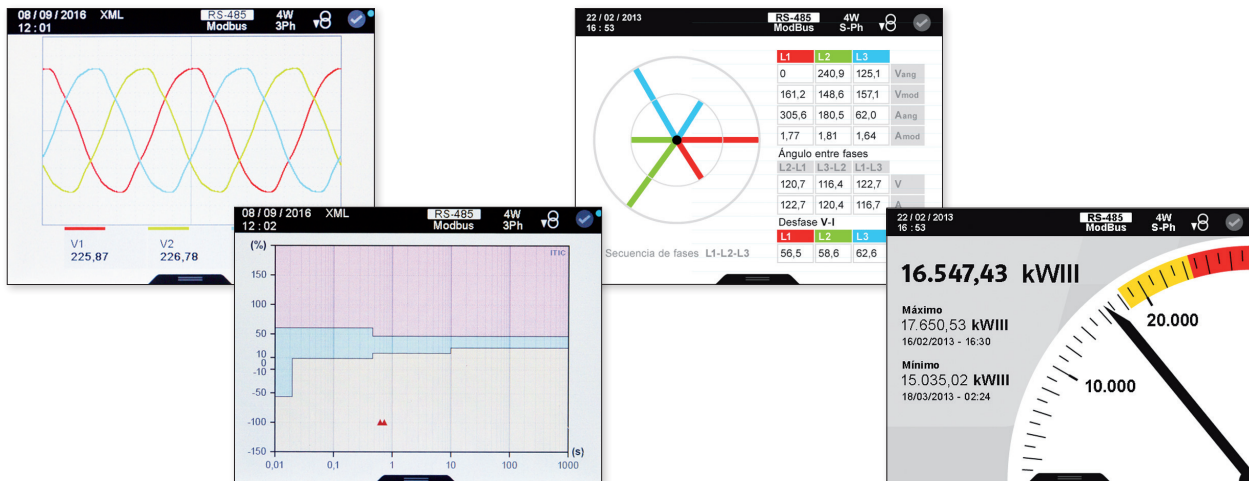 08 / 09 / 2016 XML RS-485 4W
12 : 01 Modbus 3Ph
V1 V2
225,87 226,78
08 / 09 / 2016 XML RS-485 4W
12 : 02 Modbus 3Ph
(%) ITIC
150
100
50
10
0
-10
-50
-100
-150 (s)
0,01 0,1 1 10 100 1000
22 / 02 / 2013 RS-485 4W
16 : 53 ModBus S-Ph
L1 L2 L3
0 240,9 125,1 Vang
161,2 148,6 157,1 Vmod
305,6 180,5 62,0 Aang
1,77 1,81 1,64 Amod
Ángulo entre fases
L2-L1 L3-L2 L1-L3
120,7 116,4 122,7 V
122,7 120,4 116,7 A
Desfase V-I
L1 L2 L3
Secuencia de fases L1-L2-L3 56,5 58,6 62,6
22 / 02 / 2013 RS-485 4W
16 : 53 ModBus S-Ph
16.547,43 kWIII
Máximo
17.650,53 kWIII
16/02/2013 - 16:30
Mínimo
15.035,02 kWIII
18/03/2013 - 02:24
20.000
10.000